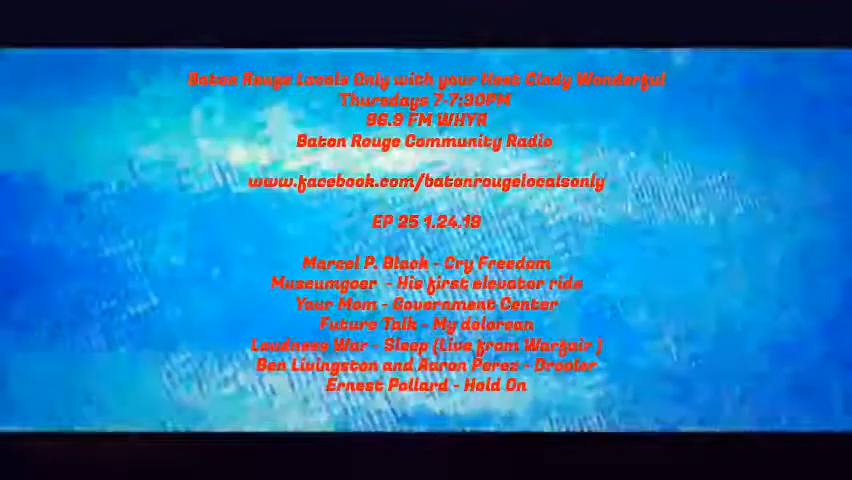 Baton Rouge Locals Only with your Host Cindy Wonderful
Thursdays 7-7:30PM
96.9 FM WHYR
Baton Rouge Community Radio
www.facebook.com/batonrougelocalsonly
EP 25 1.24.19
Marcel P. Black - Cry Freedom
Museumgoer - His first elevator ride
Your Mom - Government Center
Future Talk - My dolorean
Loudness War - Sleep (Live from Warfair )
Ben Livingston and Aaron Perez - Drooler
Ernest Pollard - Hold On